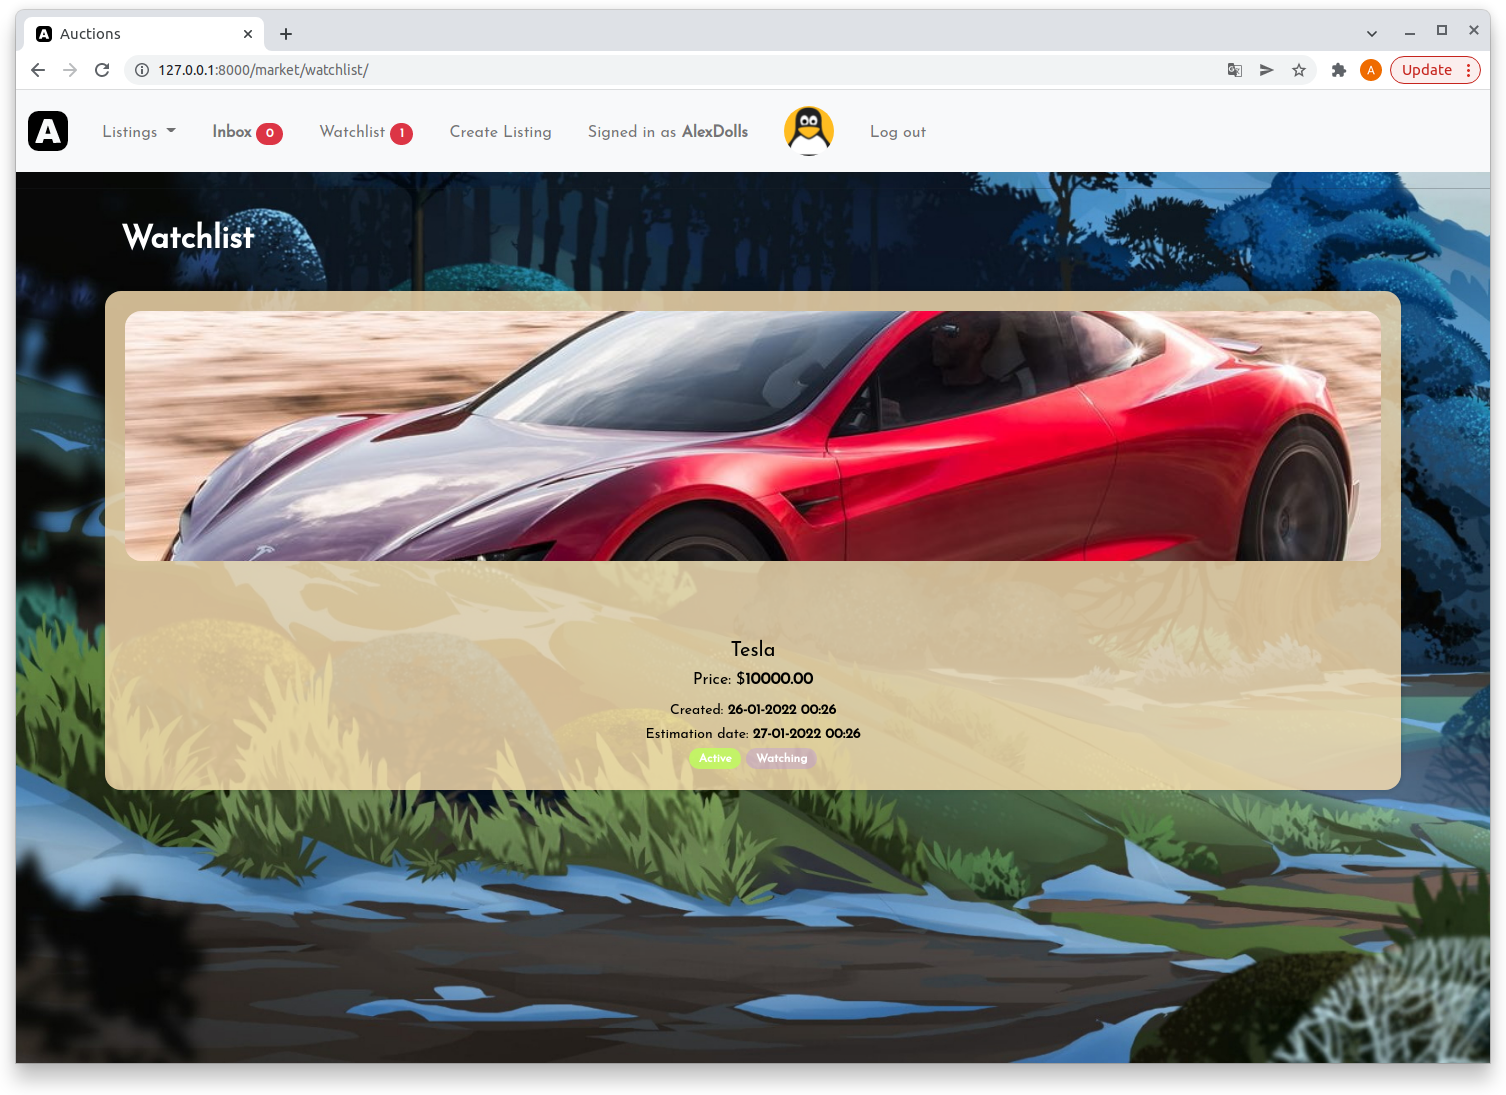 Auctions
127.0.0.1:8000/market/watchlist/
Update
A
A
Listings
Inbox 0
Watchlist 1
Create Listing
Signed in as AlexDolls
Log out
Watchlist
Tesla
Price: $10000.00
Created: 26-01-2022 00:26
Estimation date: 27-01-2022 00:26
Active Watching